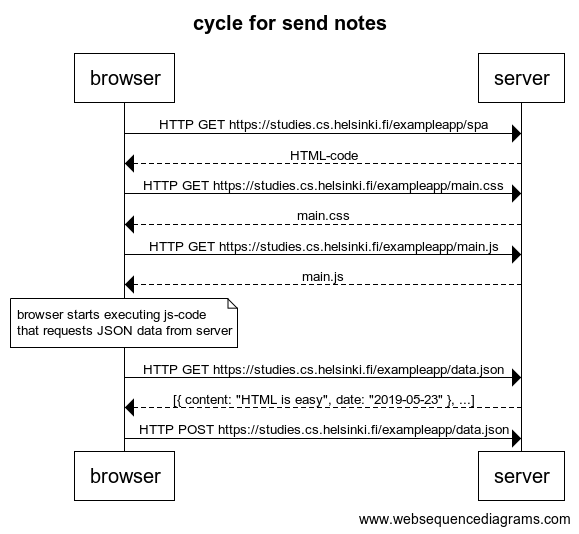 cycle for send notes
browser
server
HTTP GET https://studies.cs.helsinki.fi/exampleapp/spa
HTML-code
HTTP GET https://studies.cs.helsinki.fi/exampleapp/main.css
main.css
HTTP GET https://studies.cs.helsinki.fi/exampleapp/main.js
main.js
browser starts executing js-code
that requests JSON data from server
HTTP GET https://studies.cs.helsinki.fi/exampleapp/data.json
[{ content: "HTML is easy", date: "2019-05-23" }, ...]
HTTP POST https://studies.cs.helsinki.fi/exampleapp/data.json
browser
server
www.websequencediagrams.com